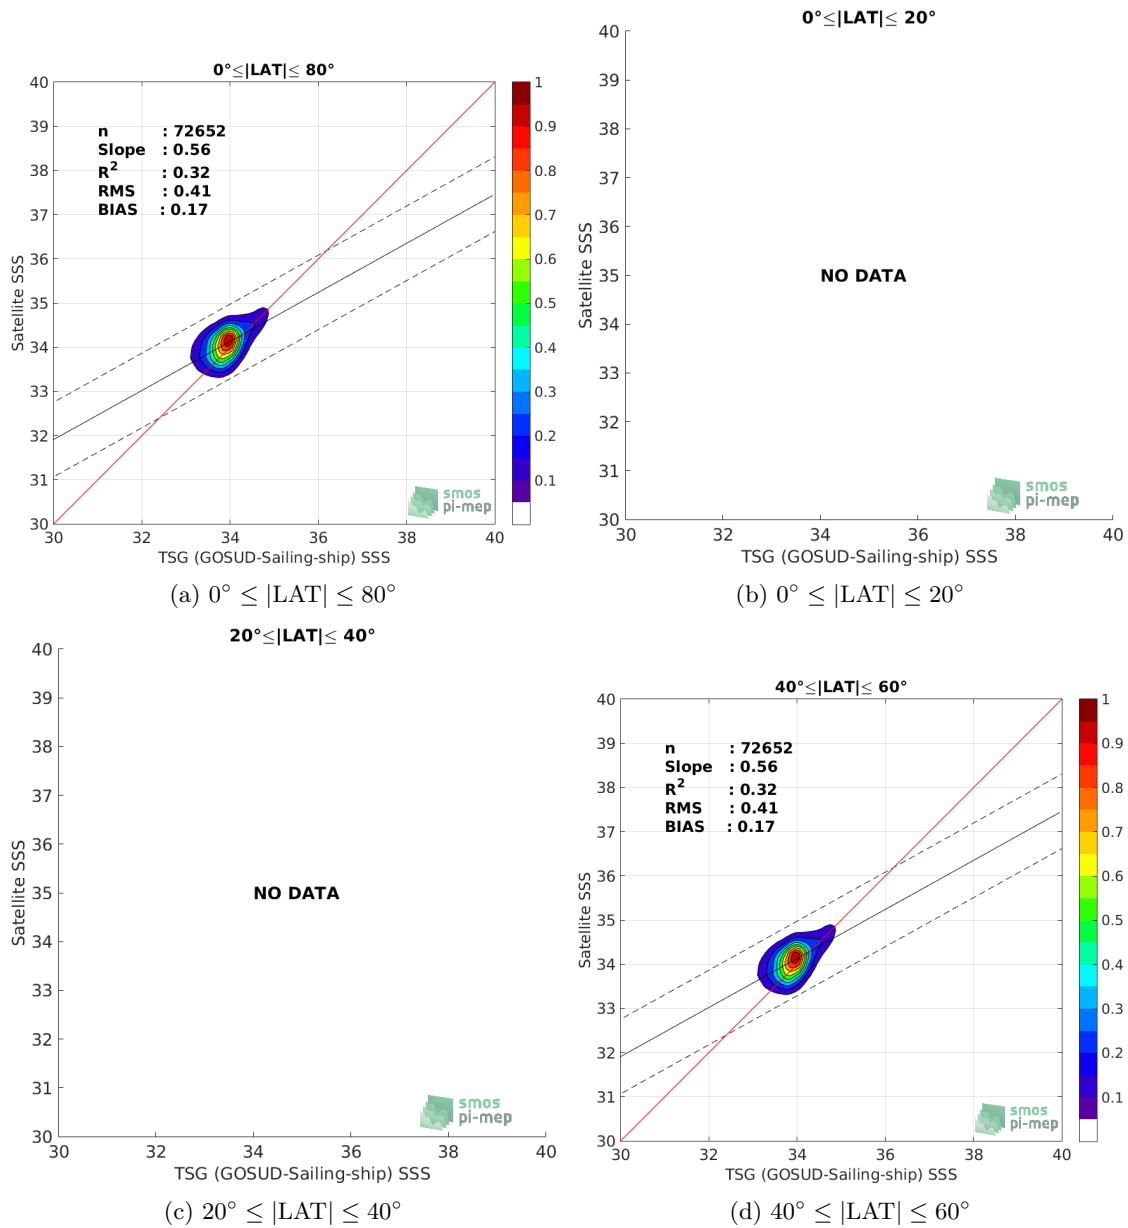 0°≤|LAT|≤ 80°
40
39
38
37
36
35
34
33
32
31
30
Satellite SSS
n : 72652
Slope : 0.56
R2 : 0.32
RMS : 0.41
BIAS : 0.17
smos
pi-mep
30 32 34 36 38 40
TSG (GOSUD-Sailing-ship) SSS
1
0.9
0.8
0.7
0.6
0.5
0.4
0.3
0.2
0.1
(a) 0° ≤ |LAT| ≤ 80°
0°≤|LAT|≤ 20°
40
39
38
37
36
35
34
33
32
31
30
Satellite SSS
NO DATA
smos
pi-mep
30 32 34 36 38 40
TSG (GOSUD-Sailing-ship) SSS
(b) 0° ≤ |LAT| ≤ 20°
20°≤|LAT|≤ 40°
40
39
38
37
36
35
34
33
32
31
30
Satellite SSS
NO DATA
smos
pi-mep
30 32 34 36 38 40
TSG (GOSUD-Sailing-ship) SSS
(c) 20° ≤ |LAT| ≤ 40°
40°≤|LAT|≤ 60°
40
39
38
37
36
35
34
33
32
31
30
Satellite SSS
n : 72652
Slope : 0.56
R2 : 0.32
RMS : 0.41
BIAS : 0.17
smos
pi-mep
30 32 34 36 38 40
TSG (GOSUD-Sailing-ship) SSS
1
0.9
0.8
0.7
0.6
0.5
0.4
0.3
0.2
0.1
(d) 40° ≤ |LAT| ≤ 60°